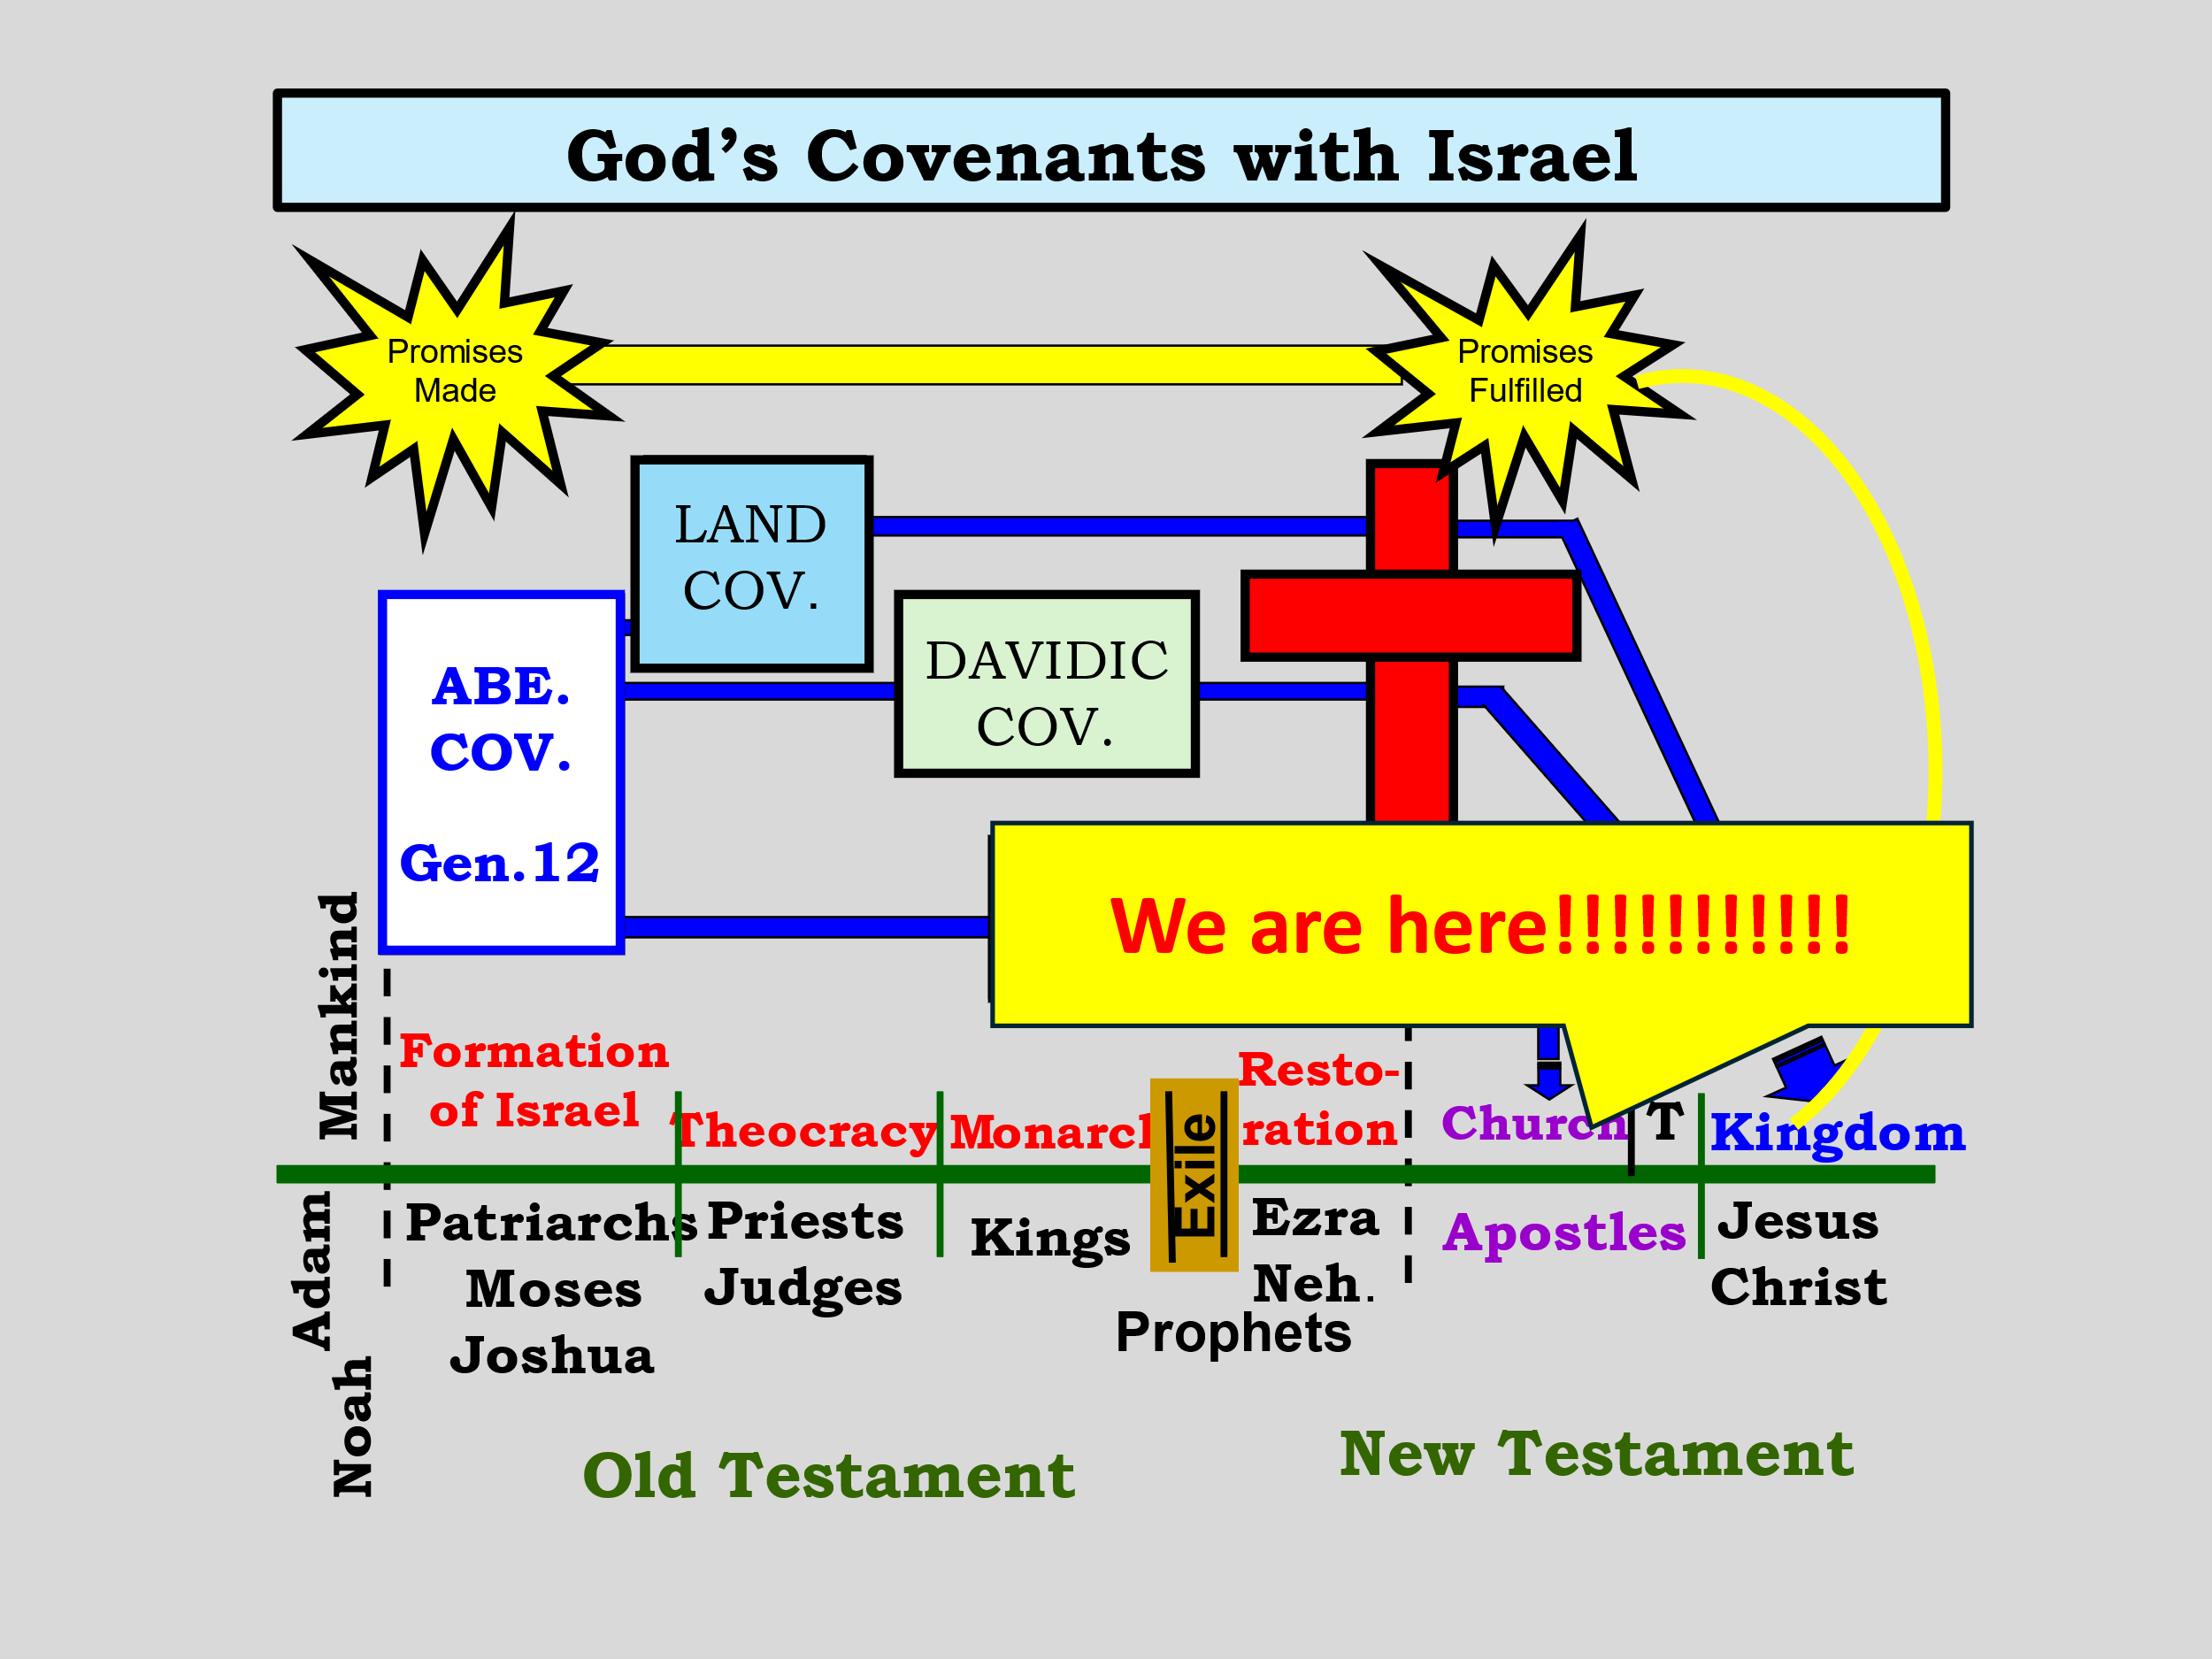 God’s Covenants with Israel
Promises
Made
Promises
Fulfilled
LAND
COV.
DAVIDIC
COV.
ABE.
COV.
Gen.12
We are here!!!!!!!!!!!
Mankind
Formation
of Israel
Theocracy
Monarch
Exile
Resto-
ration
Church
T
Kingdom
Adam
Noah
Patriarchs
Moses
Joshua
Priests
Judges
Kings
Ezra
Neh.
Prophets
Apostles
Jesus
Christ
Old Testament
New Testament